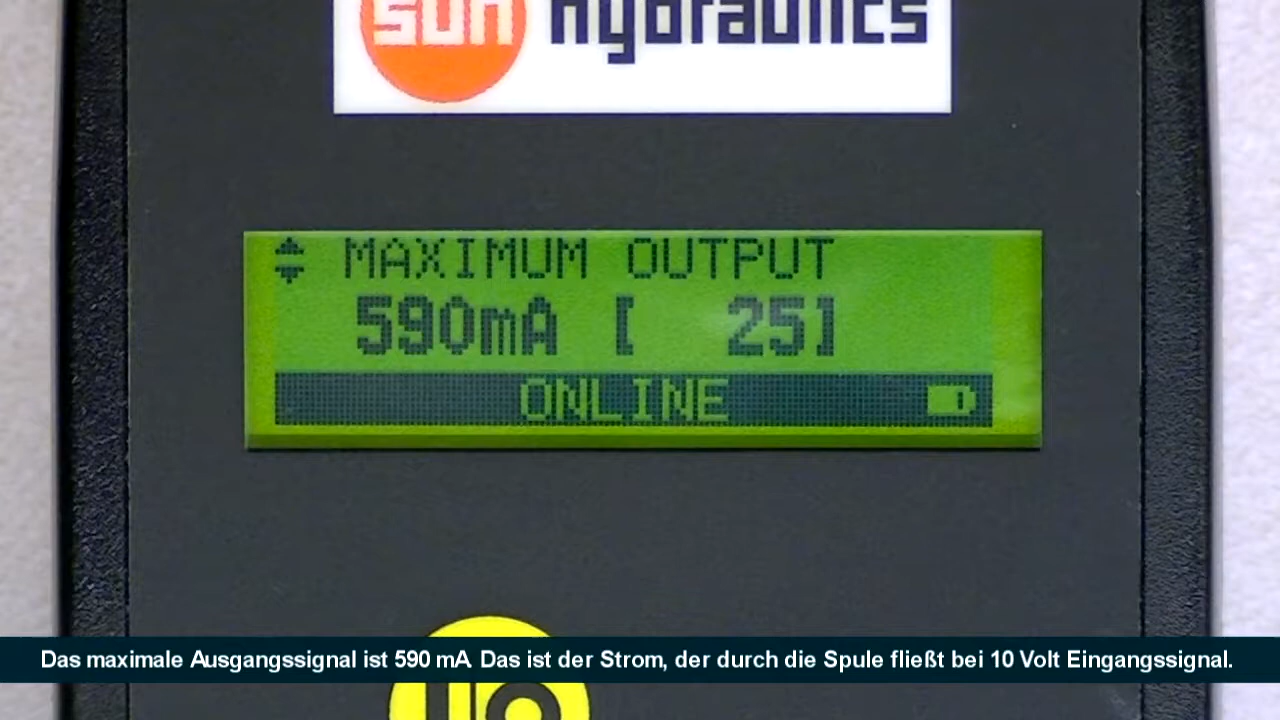 sun hydraulics
MAXIMUM OUTPUT
590mA [ 25]
ONLINE
Das maximale Ausgangssignal ist 590 mA. Das ist der Strom, der durch die Spule fließt bei 10 Volt Eingangssignal.